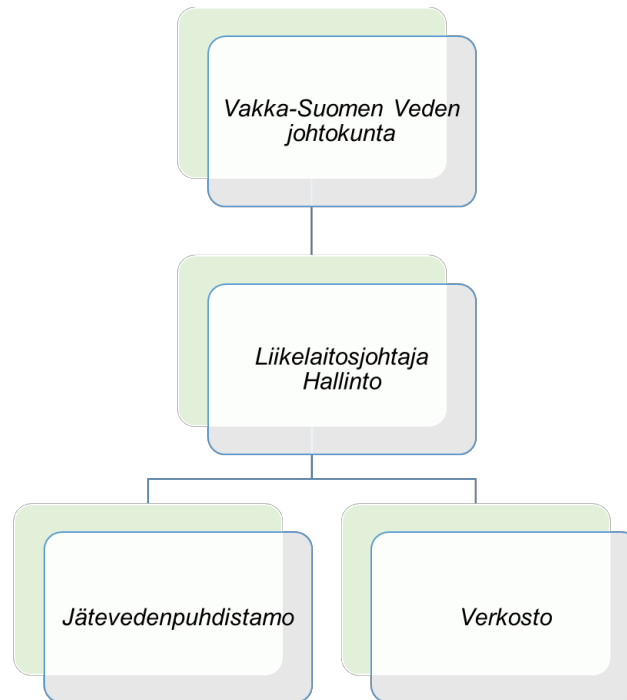 Vakka-Suomen Veden
johtokunta
Liikelaitosjohtaja
Hallinto
Jätevedenpuhdistamo
Verkosto